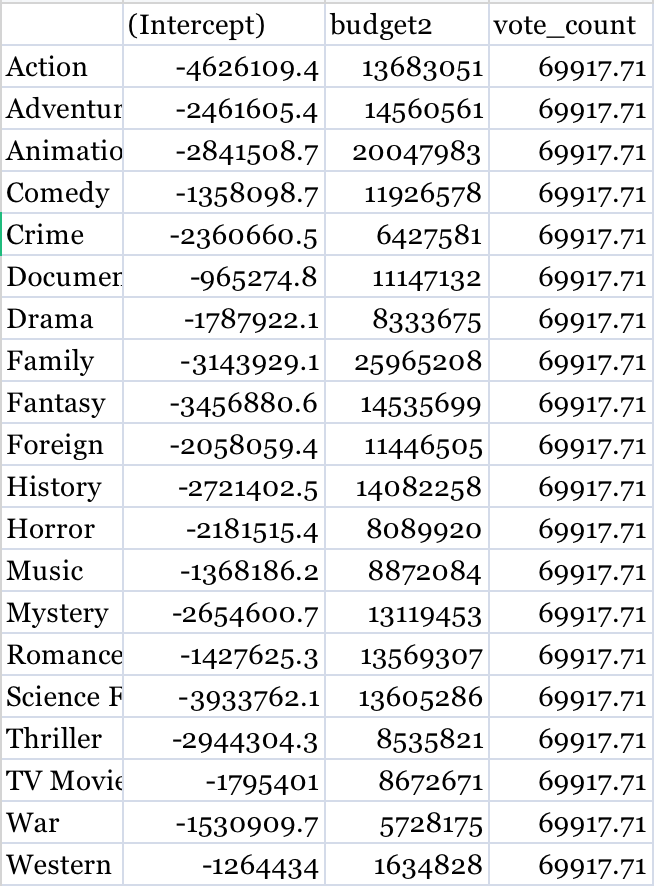 (Intercept) budget2 vote_count
Action -4626109.4 13683051 69917.71
Adventur -2461605.4 14560561 69917.71
Animatio -2841508.7 20047983 69917.71
Comedy -1358098.7 11926578 69917.71
Crime -2360660.5 6427581 69917.71
Documen -965274.8 11147132 69917.71
Drama -1787922.1 8333675 69917.71
Family -3143929.1 25965208 69917.71
Fantasy -3456880.6 14535699 69917.71
Foreign -2058059.4 11446505 69917.71
History -2721402.5 14082258 69917.71
Horror -2181515.4 8089920 69917.71
Music -1368186.2 8872084 69917.71
Mystery -2654600.7 13119453 69917.71
Romance -1427625.3 13569307 69917.71
Science F -3933762.1 13605286 69917.71
Thriller -2944304.3 8535821 69917.71
TV Movie -1795401 8672671 69917.71
War -1530909.7 5728175 69917.71
Western -1264434 1634828 69917.71